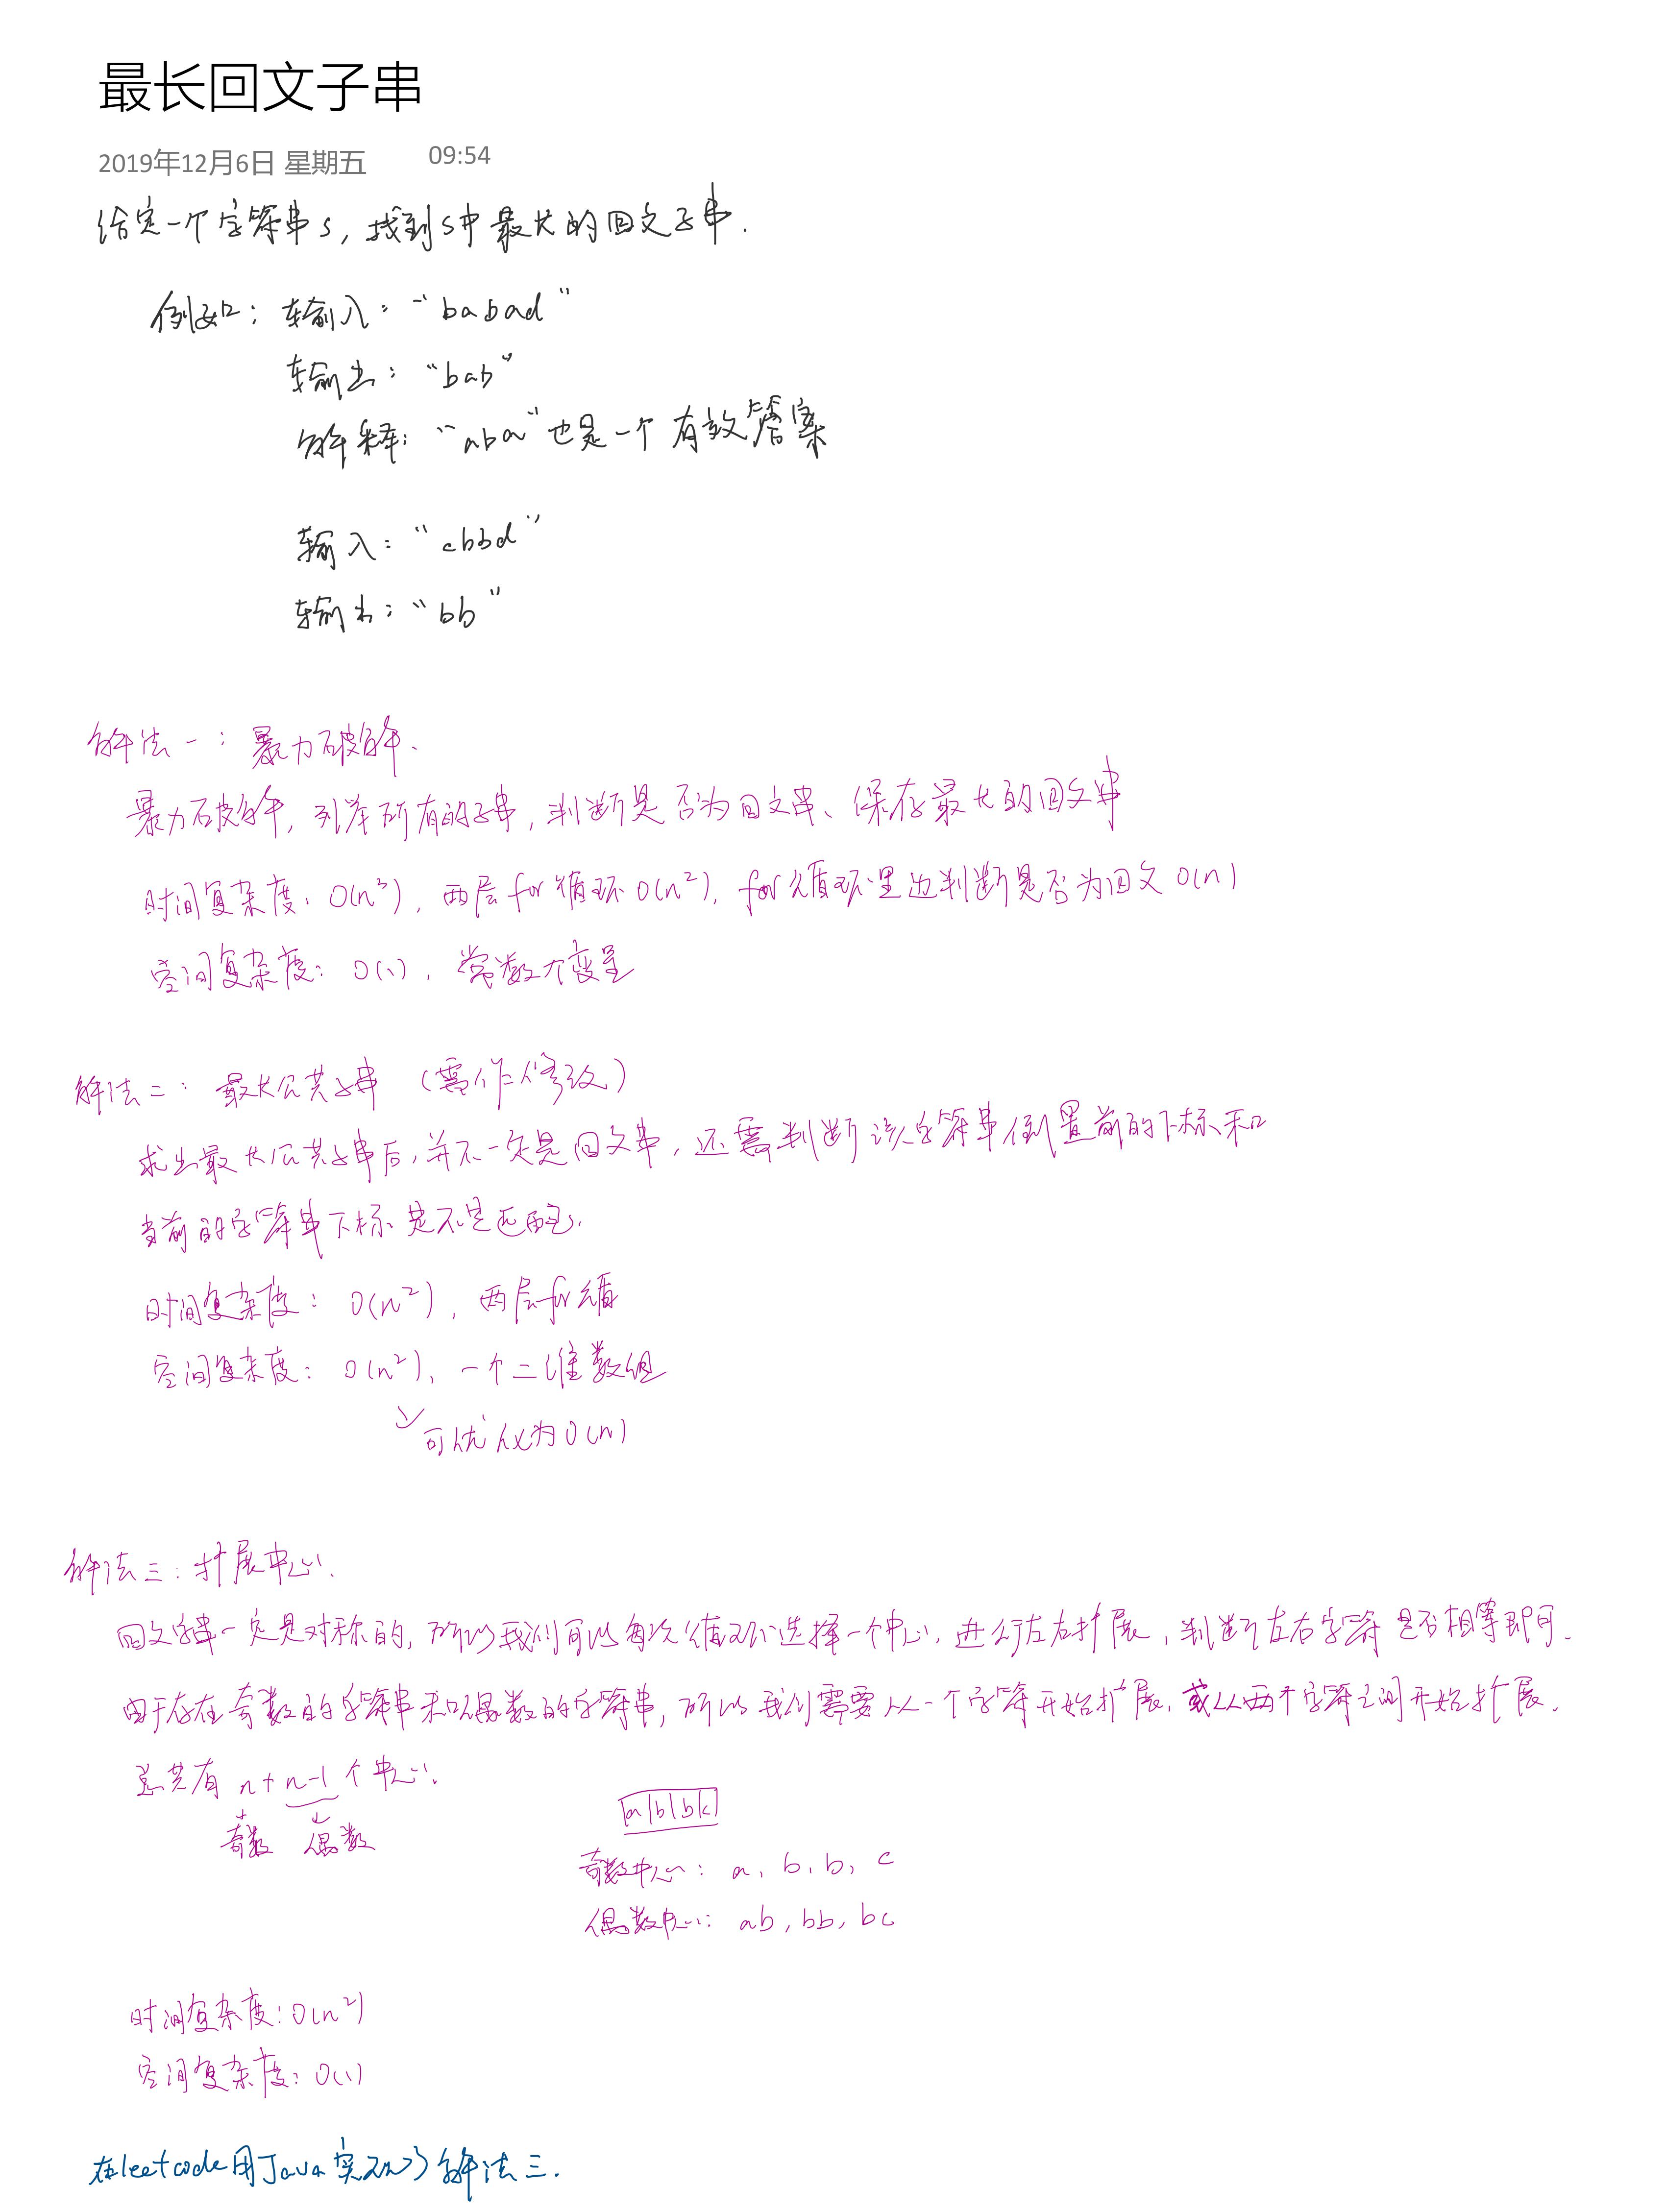 最长回文子串
2019年12月6日 星期五 09:54
给定一个字符串s，找到s中最长的回文子串.
例如：输入："babad"
输出："bab"
解释："aba"也是一个有效答案
输入："cbbd"
输出："bb"
解法一：暴力破解.
暴力破解，列举所有的子串，判断是否为回文串、保存最长的回文串
时间复杂度：O(n³)，两层for循环O(n²)，for循环里边判断是否为回文O(n)
空间复杂度：O(1)，常数个变量
解法二：最长公共子串（需作修改）
求出最长公共子串后，并不一定是回文串，还需判断该字符串倒置前的下标和
当前的字符串下标是不是匹配.
时间复杂度：O(n²)，两层for循
空间复杂度：O(n²)，一个二维数组
可优化为O(n)
解法三：扩展中心.
回文字串一定是对称的，所以我们可以每次循环选择一个中心，进行左右扩展，判断左右字符是否相等即可.
由于存在奇数的字符串和偶数的字符串，所以我们需要从一个字符开始扩展，或从两个字符之间开始扩展.
总共有 n+n-1 个中心.
奇数 偶数
a|b|b|c
奇数中心：a, b, b, c
偶数中心：ab, bb, bc
时间复杂度：O(n²)
空间复杂度：O(1)
在leetcode用Java实现了解法三.